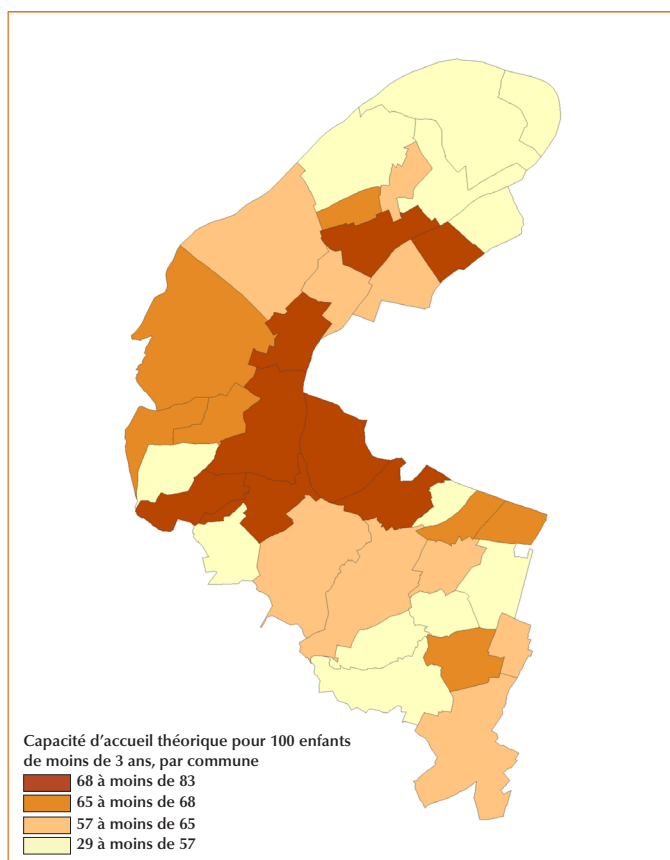 Capacité d'accueil théorique pour 100 enfants
de moins de 3 ans, par commune
68 à moins de 83
65 à moins de 68
57 à moins de 65
29 à moins de 57